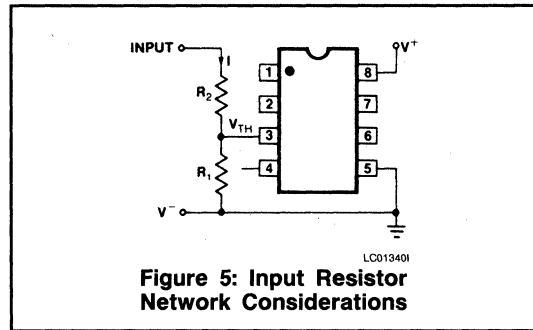 INPUT
I
V+
1
8
R2
2
7
VTH
3
6
R1
4
5
V-
LC01340I
Figure 5: Input Resistor
Network Considerations